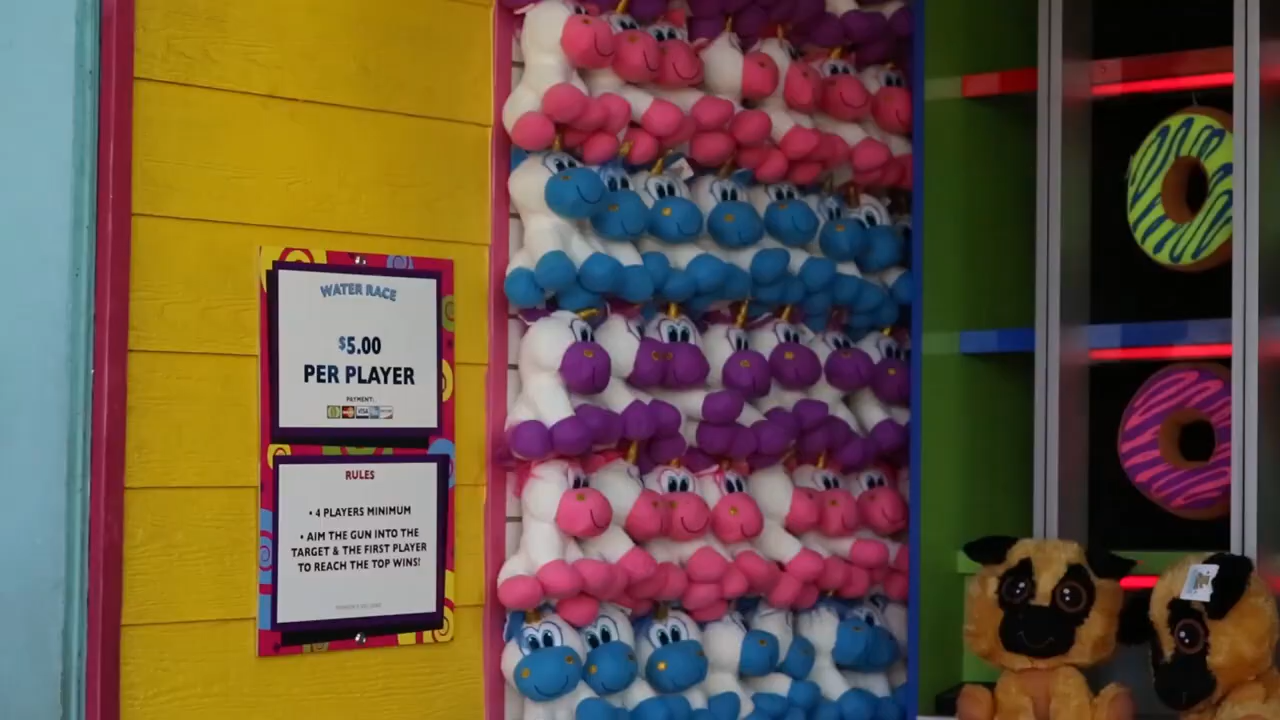 WATER RACE
$5.00
PER PLAYER
PAYMENT:
VISA
RULES
• 4 PLAYERS MINIMUM
• AIM THE GUN INTO THE
TARGET & THE FIRST PLAYER
TO REACH THE TOP WINS!